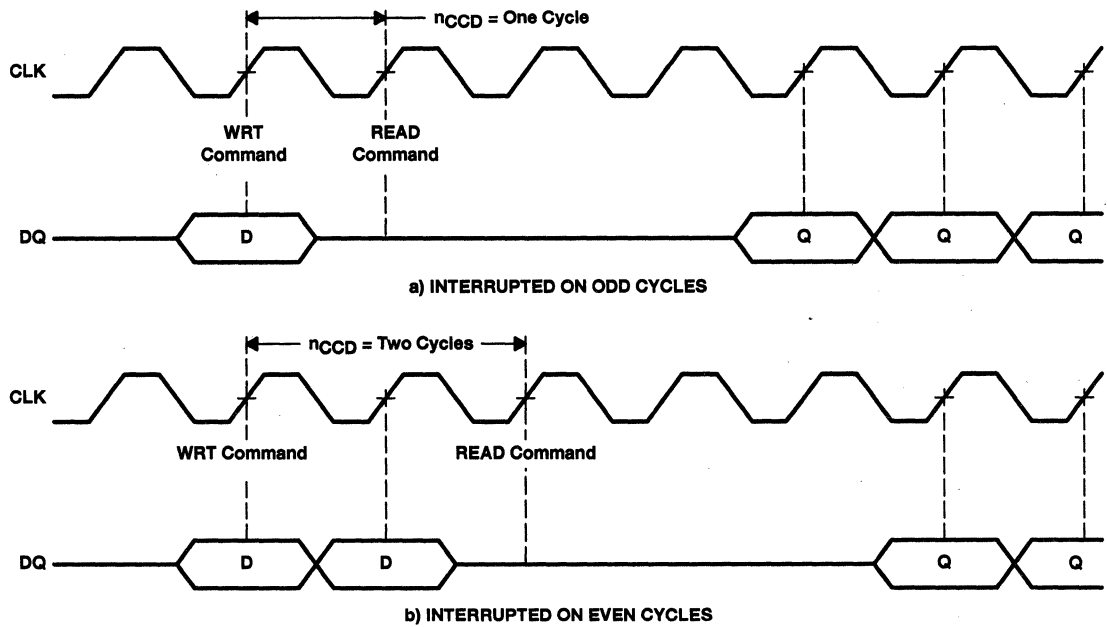 nCCD = One Cycle
CLK
WRT
Command
READ
Command
DQ
D
Q
Q
Q
a) INTERRUPTED ON ODD CYCLES
nCCD = Two Cycles
CLK
WRT Command
READ Command
DQ
D
D
Q
Q
b) INTERRUPTED ON EVEN CYCLES